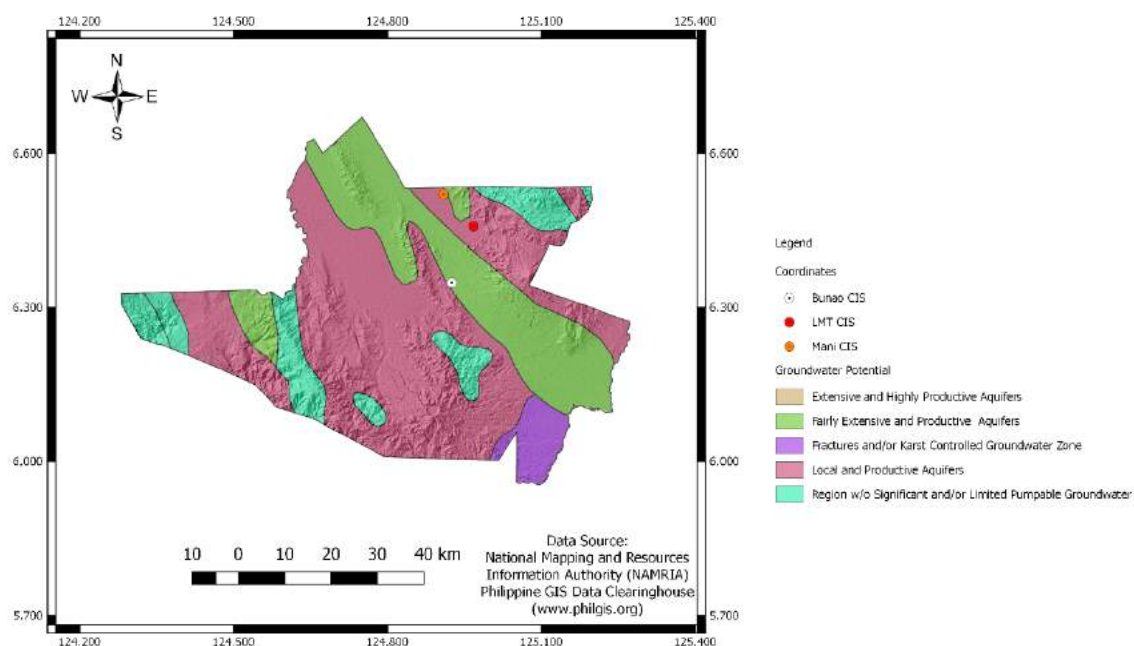 124.200 124.500 124.800 125.100 125.400
N
W E
S
6.600 6.600
6.300 6.300
6.000 6.000
5.700 5.700
Legend
Coordinates
Bunao CIS
LMT CIS
Mani CIS
Groundwater Potential
Extensive and Highly Productive Aquifers
Fairly Extensive and Productive Aquifers
Fractures and/or Karst Controlled Groundwater Zone
Local and Productive Aquifers
Region w/o Significant and/or Limited Pumpable Groundwater
10 0 10 20 30 40 km
Data Source:
National Mapping and Resources
Information Authority (NAMRIA)
Philippine GIS Data Clearinghouse
(www.philgis.org)
124.200 124.500 124.800 125.100 125.400